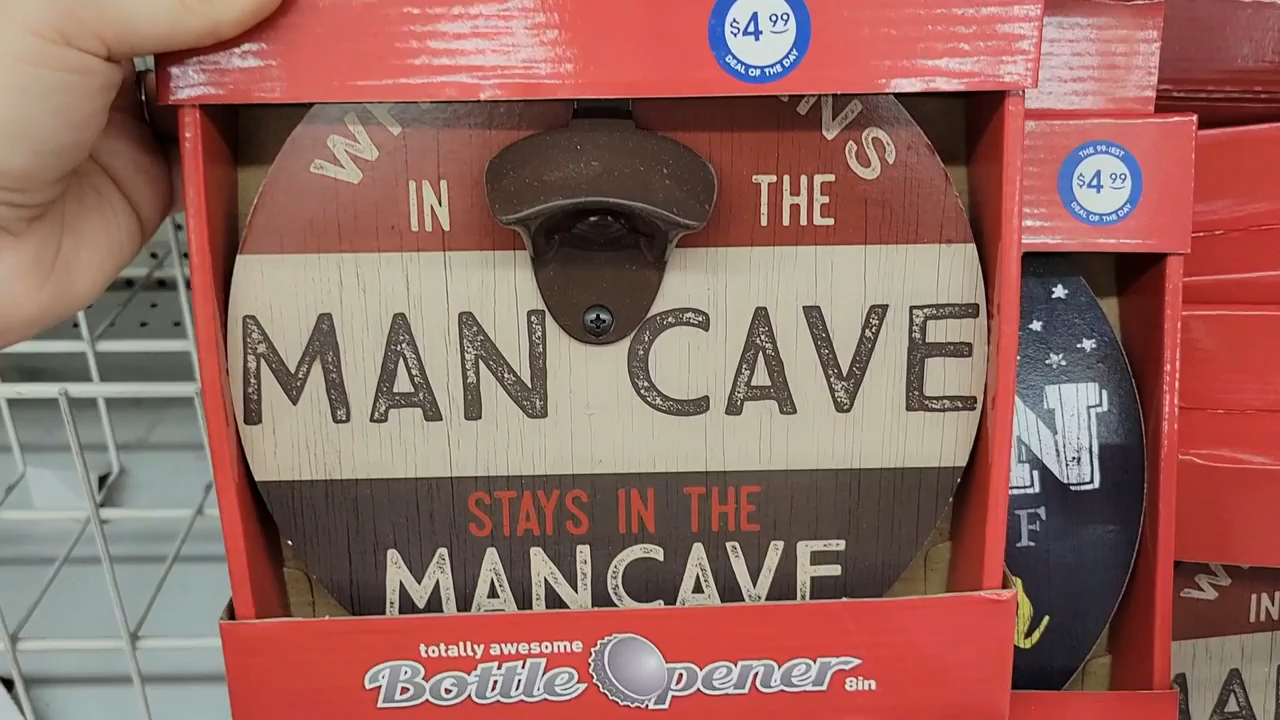 $4.99
DEAL OF THE DAY
IN THE
MAN CAVE
STAYS IN THE
MANCAVE
totally awesome
Bottle Opener
8in
THE 99-IEST
$4.99
DEAL OF THE DAY
N
F
IN